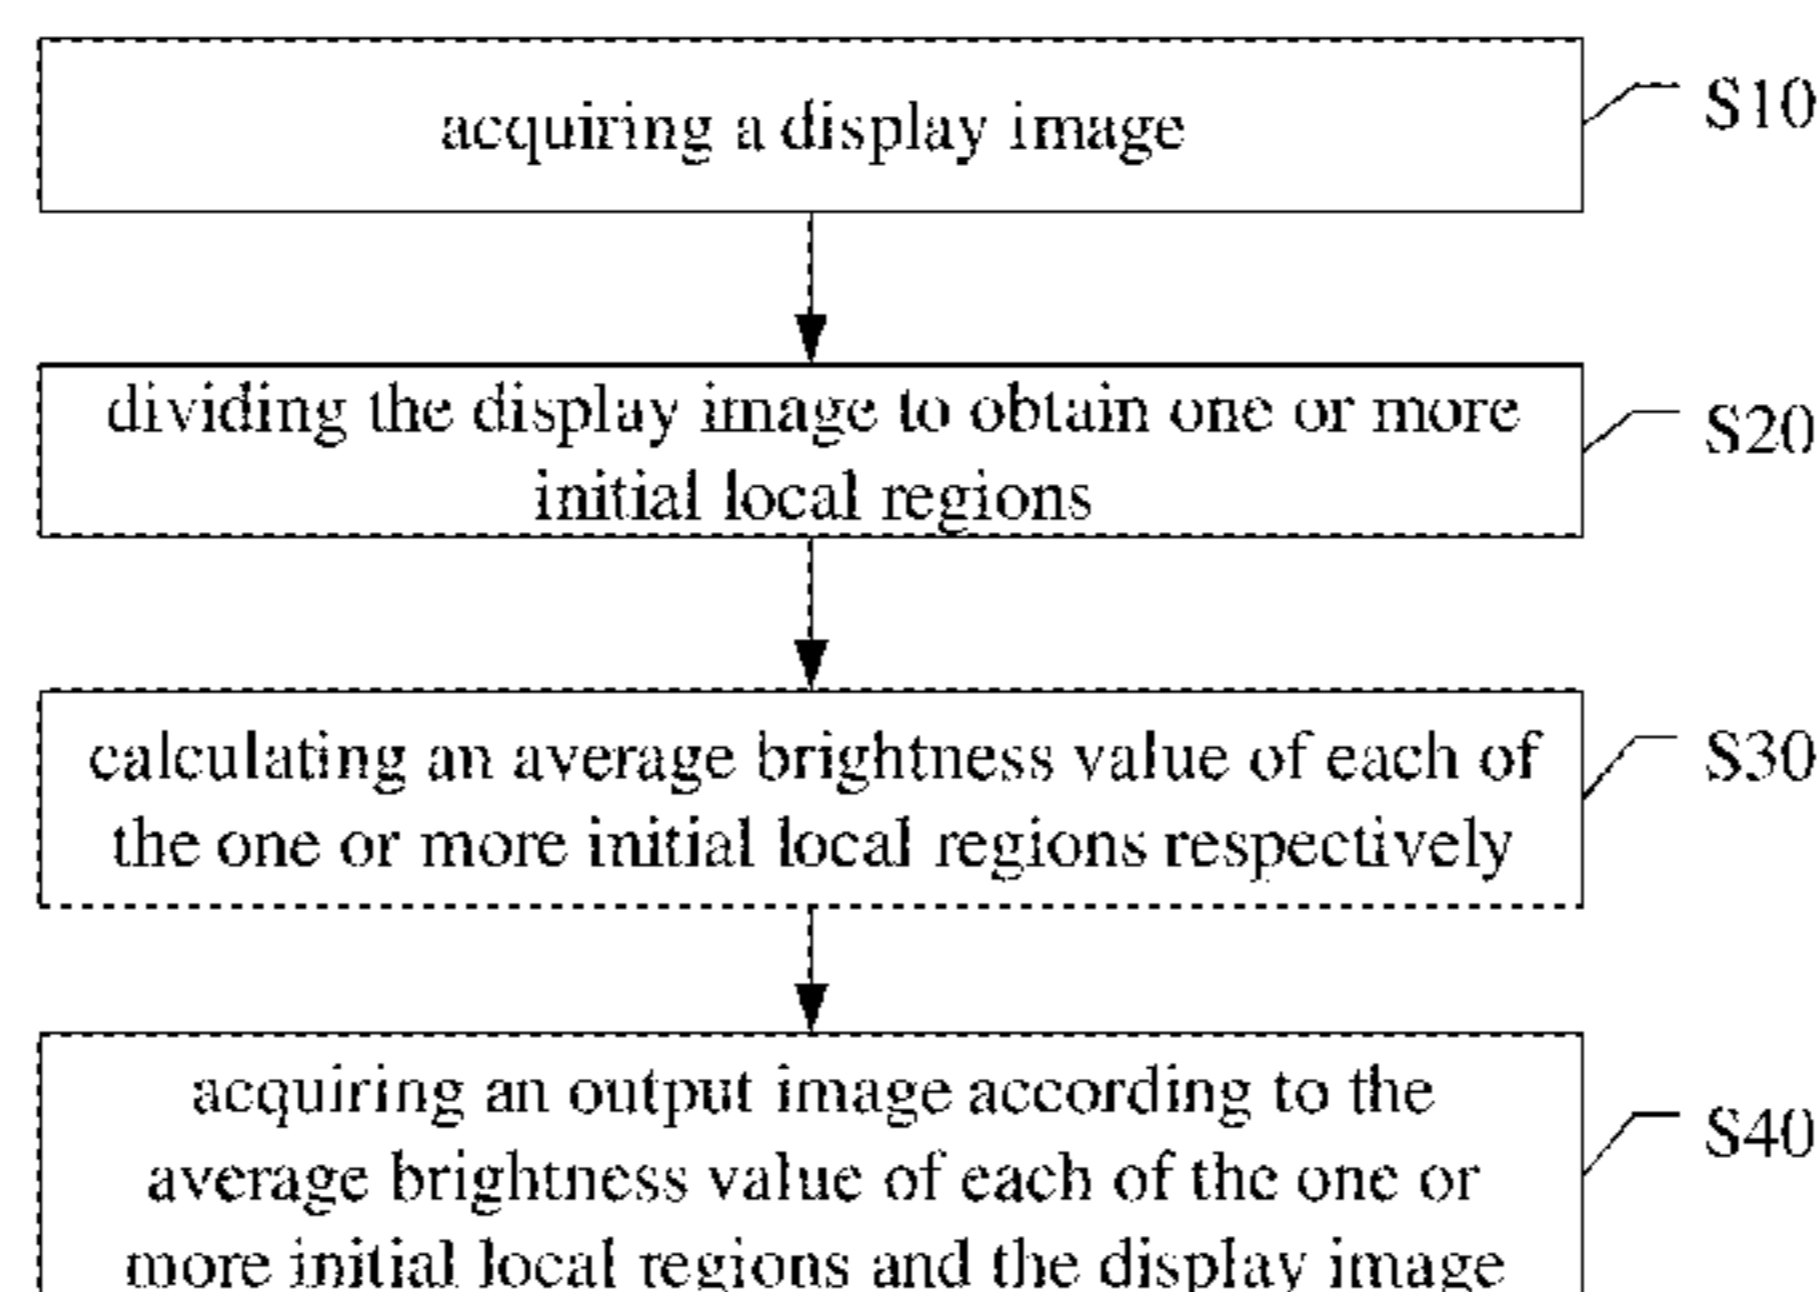 acquiring a display image
S10
dividing the display image to obtain one or more
initial local regions
S20
calculating an average brightness value of each of
the one or more initial local regions respectively
S30
acquiring an output image according to the
average brightness value of each of the one or
more initial local regions and the display image
S40